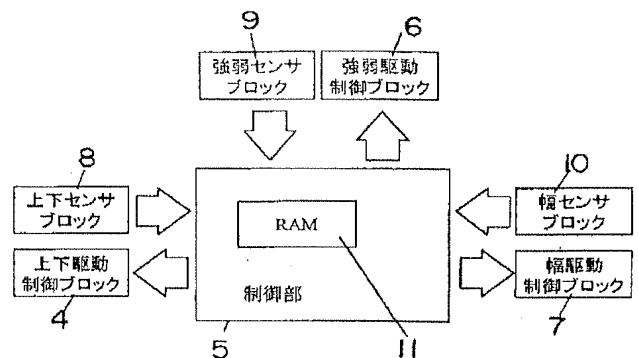 9
6
強弱センサ
ブロック
強弱駆動
制御ブロック
8
上下センサ
ブロック
10
幅センサ
ブロック
RAM
上下駆動
制御ブロック
4
制御部
5
11
幅駆動
制御ブロック
7